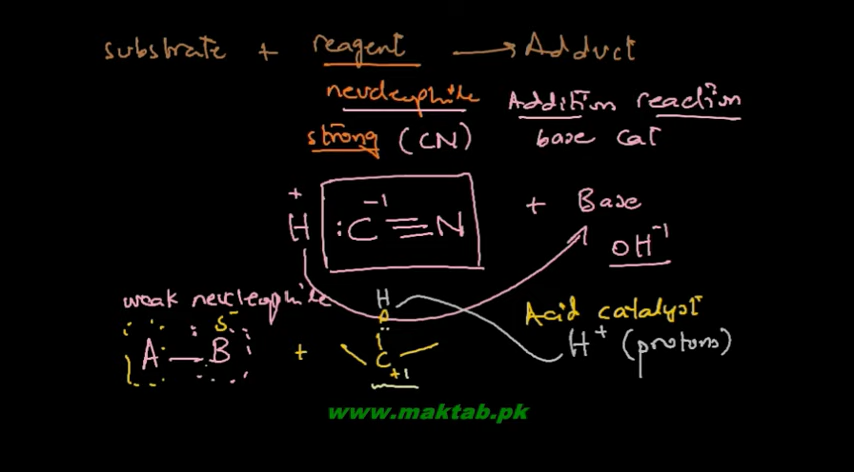 substrate + reagent → Adduct
neucleophile Addition reaction
strong (CN) base cat
+ -1
H :C≡N + Base
OH⁻¹
weak neucleophile H Acid catalyst
δ⁻ O H⁺ (protons)
A—B + C
+1
www.maktab.pk